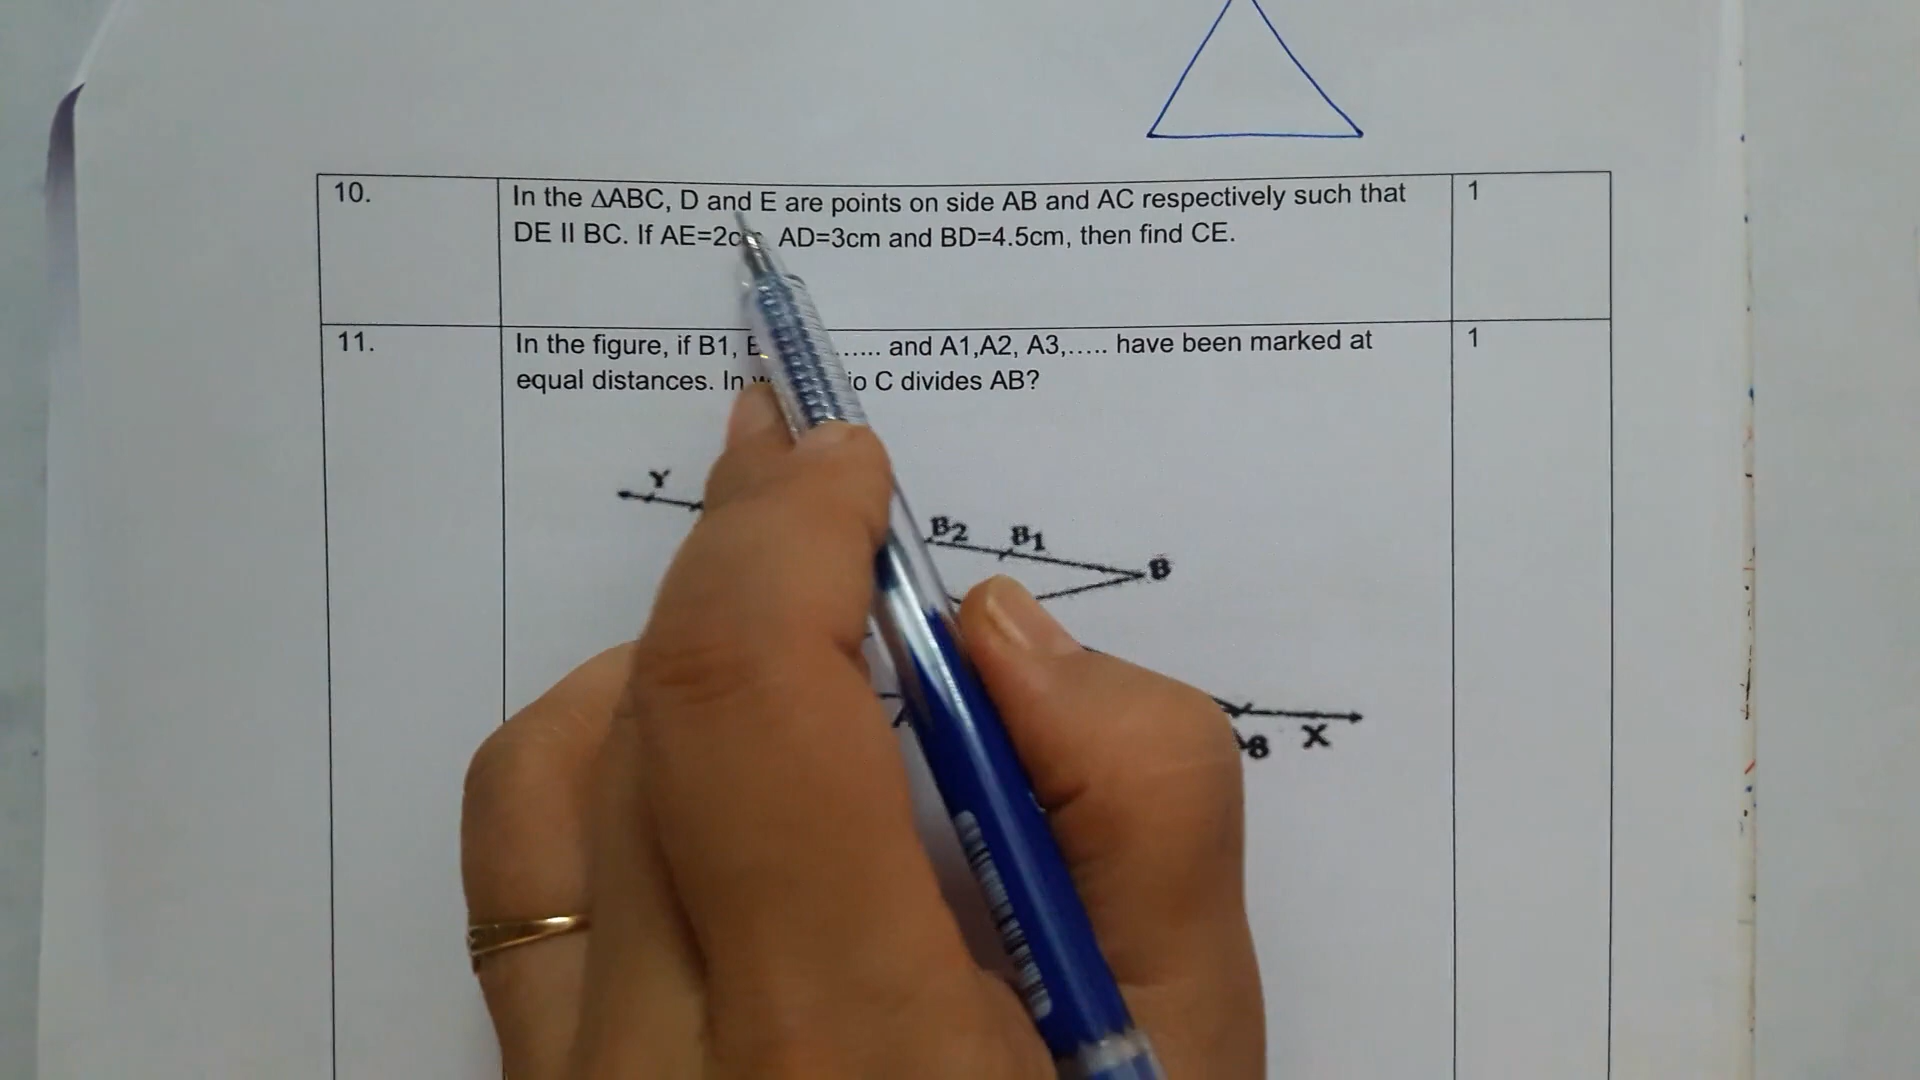 10.
In the ΔABC, D and E are points on side AB and AC respectively such that
DE II BC. If AE=2c AD=3cm and BD=4.5cm, then find CE.
1
11.
In the figure, if B1, ..... and A1,A2, A3,..... have been marked at
equal distances. In C divides AB?
1
Y
B2 B1
B
X